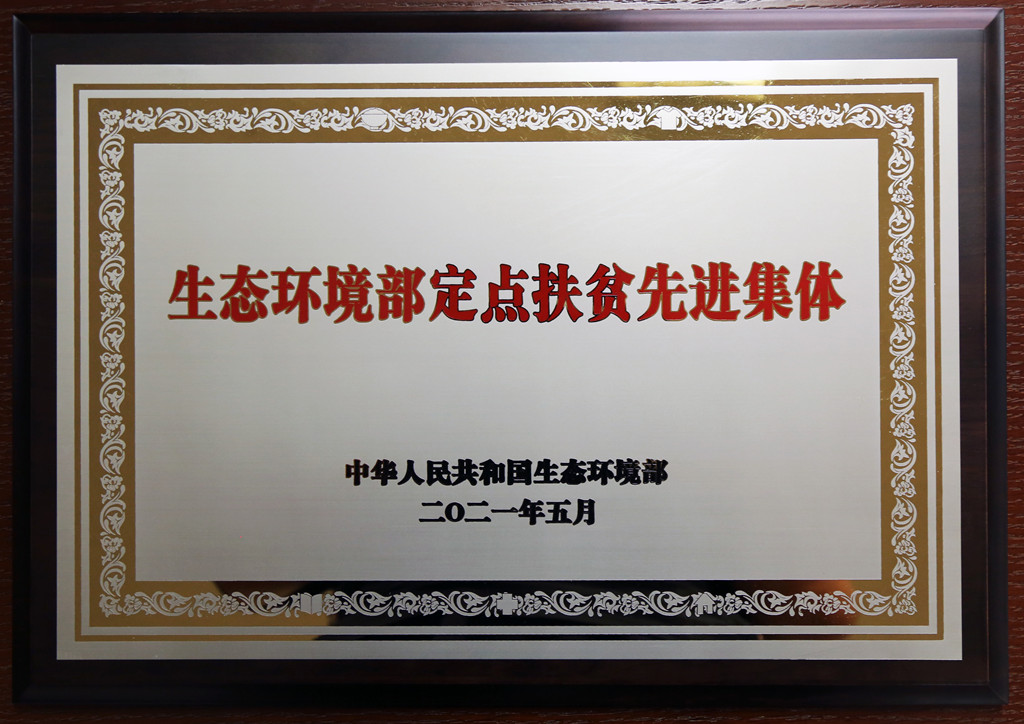 生态环境部定点扶贫先进集体
中华人民共和国生态环境部
二〇二一年五月